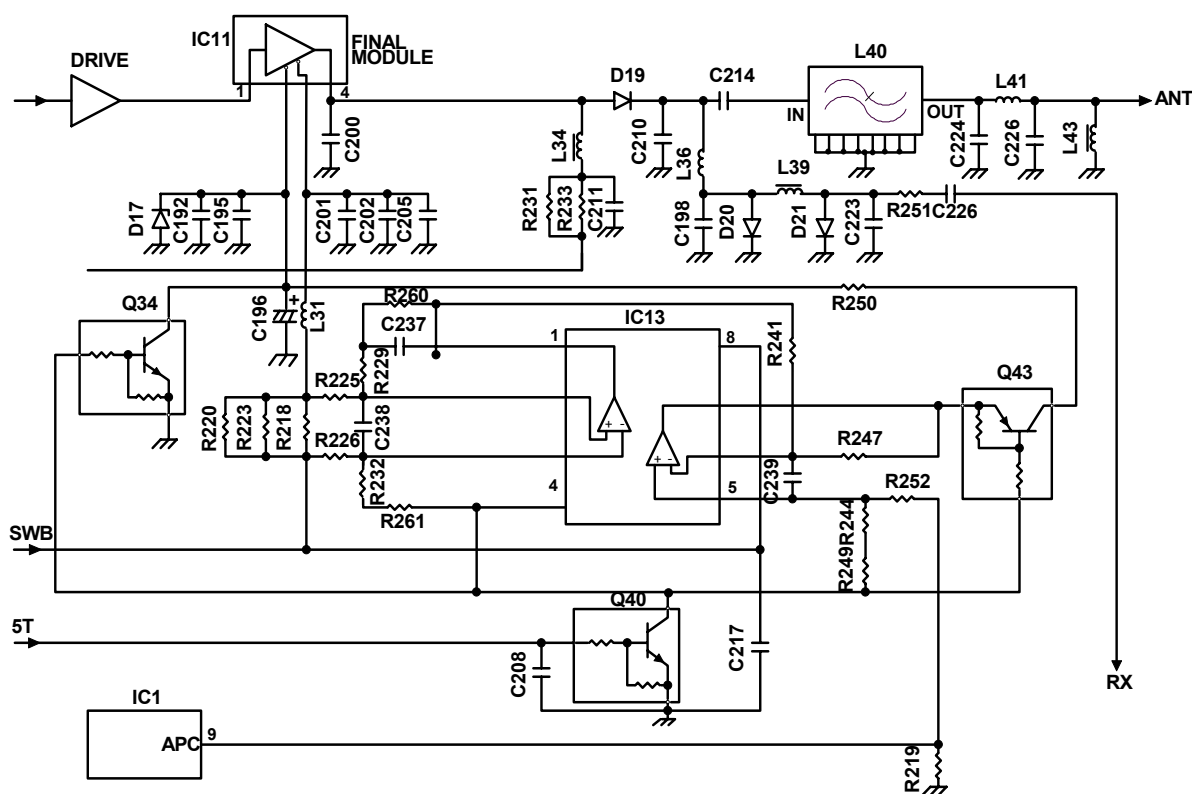 IC11
FINAL
MODULE
DRIVE
1
4
D19
C214
L40
L41
ANT
IN
OUT
C200
L34
C210
L36
C224
C226
L43
L39
D17
C192
C195
C201
C202
C205
R231
R233
C211
C198
D20
D21
C223
R251
C226
Q34
C196
+
L31
R260
R250
C237
1
IC13
8
R241
Q43
R229
R225
R220
R223
R218
C238
+ -
+ -
R247
R226
R232
C239
R252
4
5
R261
R244
R249
SWB
Q40
5T
C208
C217
RX
IC1
APC
9
R219